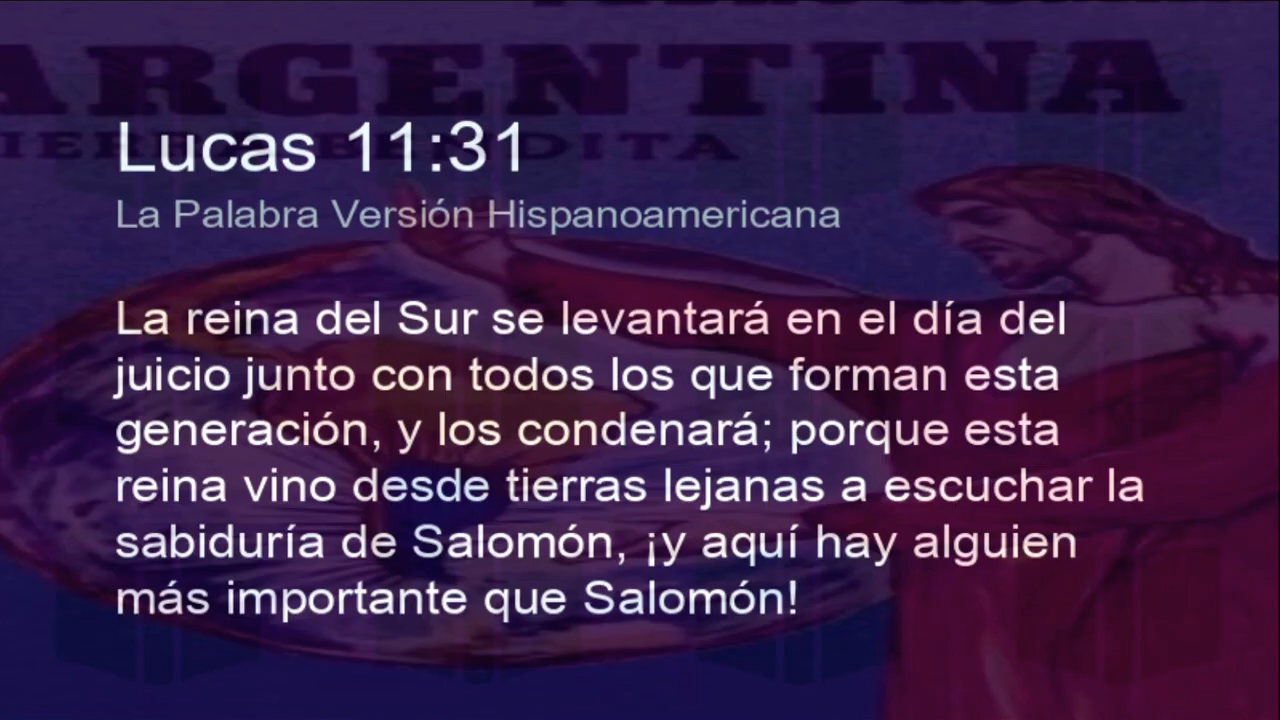 ARGENTINA
Lucas 11:31
La Palabra Versión Hispanoamericana
La reina del Sur se levantará en el día del
juicio junto con todos los que forman esta
generación, y los condenará; porque esta
reina vino desde tierras lejanas a escuchar la
sabiduría de Salomón, ¡y aquí hay alguien
más importante que Salomón!